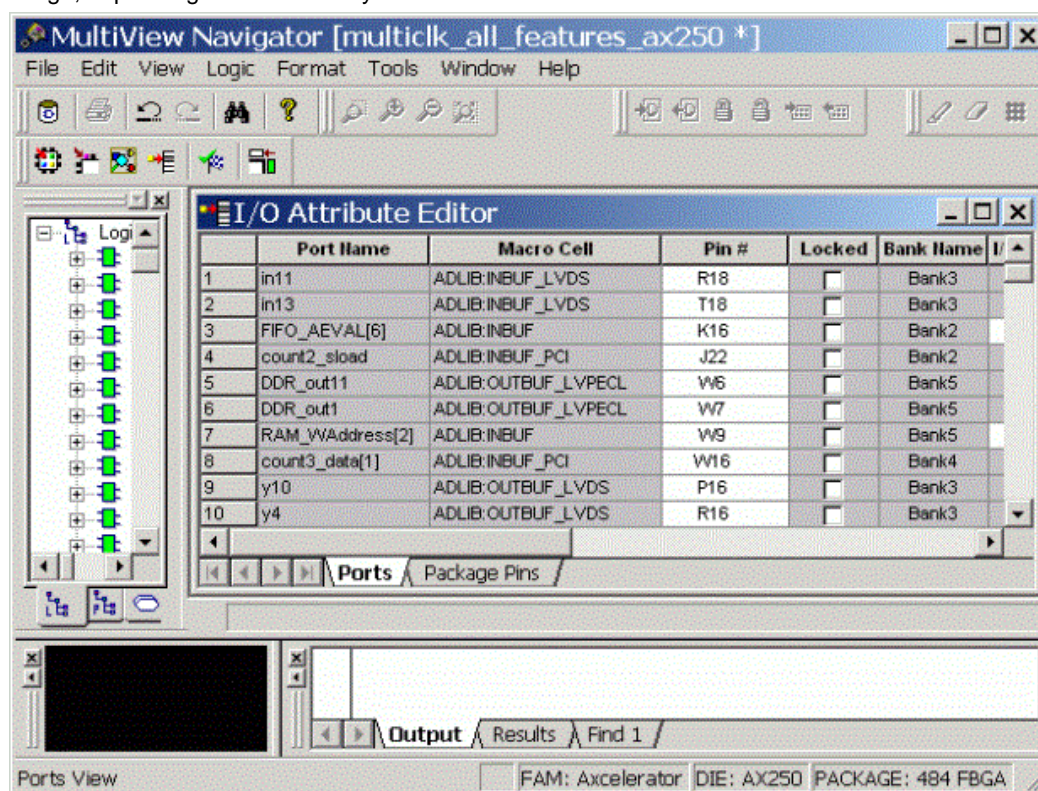 MultiView Navigator [multiclk_all_features_ax250 *]
File Edit View Logic Format Tools Window Help
I/O Attribute Editor
Logi
Port Name Macro Cell Pin # Locked Bank Name I/
1 in11 ADLIB:INBUF_LVDS R18 Bank3
2 in13 ADLIB:INBUF_LVDS T18 Bank3
3 FIFO_AEVAL[6] ADLIB:INBUF K16 Bank2
4 count2_sload ADLIB:INBUF_PCI J22 Bank2
5 DDR_out11 ADLIB:OUTBUF_LVPECL W6 Bank5
6 DDR_out1 ADLIB:OUTBUF_LVPECL W7 Bank5
7 RAM_WAddress[2] ADLIB:INBUF W9 Bank5
8 count3_data[1] ADLIB:INBUF_PCI W16 Bank4
9 y10 ADLIB:OUTBUF_LVDS P16 Bank3
10 y4 ADLIB:OUTBUF_LVDS R16 Bank3
Ports Package Pins
Output Results Find 1
Ports View FAM: Axcelerator DIE: AX250 PACKAGE: 484 FBGA